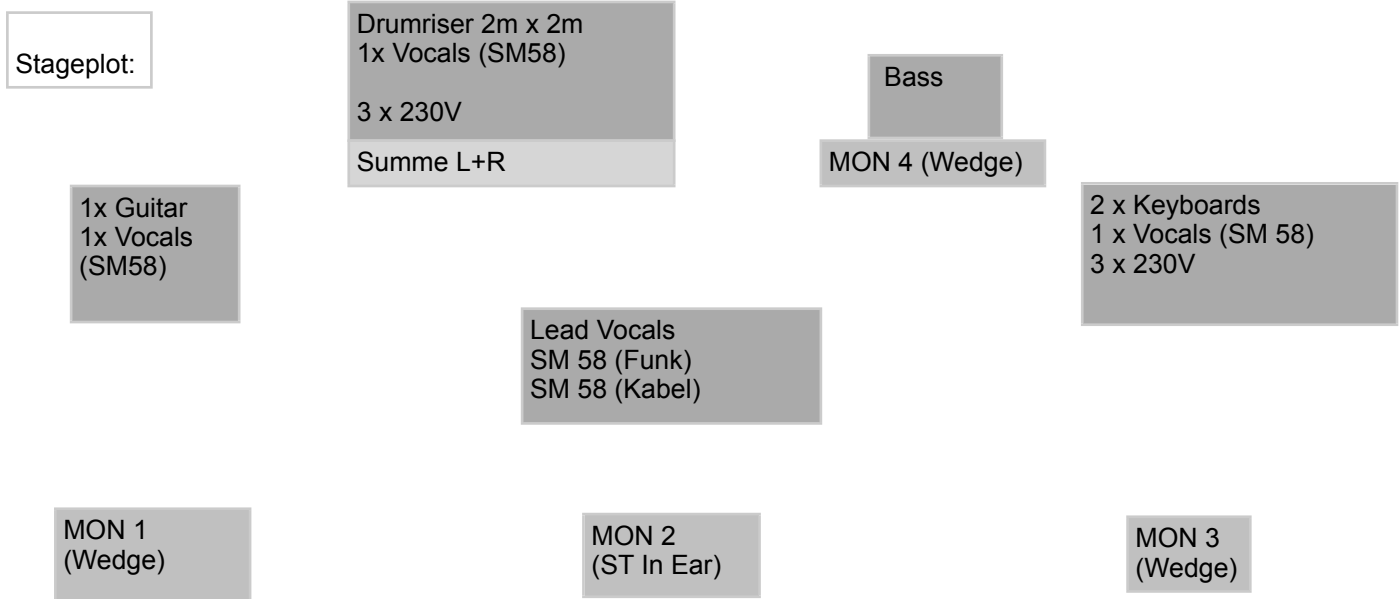 Stageplot:
Drumriser 2m x 2m
1x Vocals (SM58)
3 x 230V
Summe L+R
Bass
MON 4 (Wedge)
1x Guitar
1x Vocals
(SM58)
2 x Keyboards
1 x Vocals (SM 58)
3 x 230V
Lead Vocals
SM 58 (Funk)
SM 58 (Kabel)
MON 1
(Wedge)
MON 2
(ST In Ear)
MON 3
(Wedge)